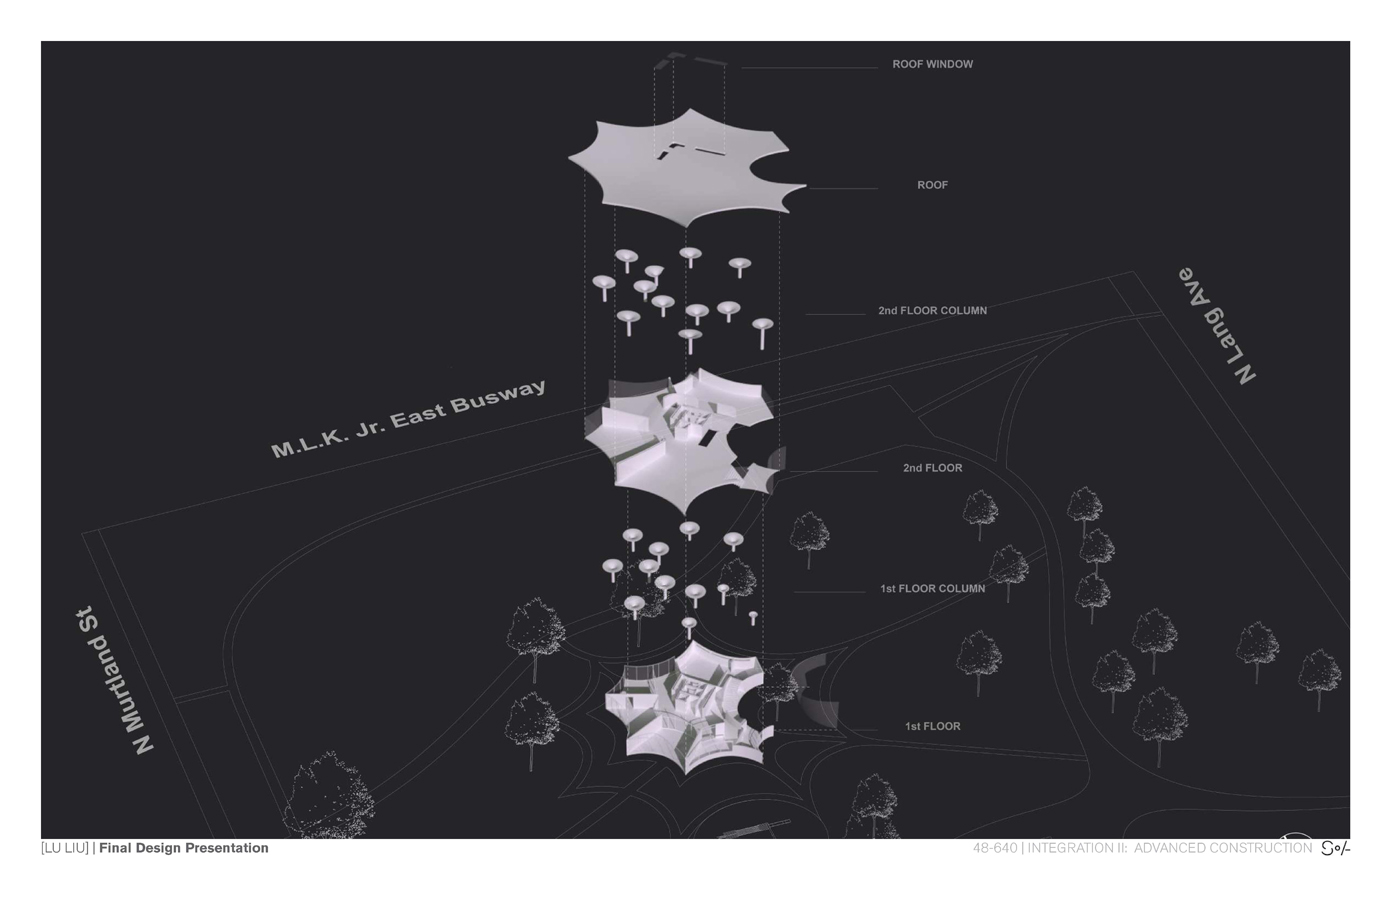 ROOF WINDOW
ROOF
2nd FLOOR COLUMN
N Lang Ave
M.L.K. Jr. East Busway
2nd FLOOR
1st FLOOR COLUMN
N Murtland St
1st FLOOR
[LU LIU] | Final Design Presentation
48-640 | INTEGRATION II: ADVANCED CONSTRUCTION